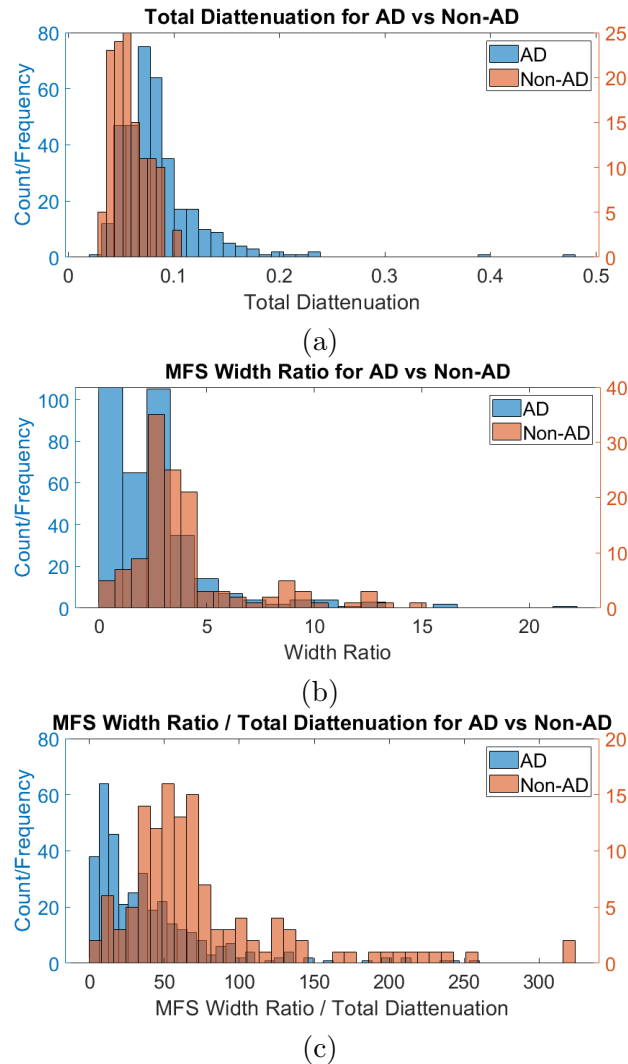 Total Diattenuation for AD vs Non-AD
80
60
40
20
0
Count/Frequency
AD
Non-AD
25
20
15
10
5
0
0
0.1
0.2
0.3
0.4
0.5
Total Diattenuation
(a)
MFS Width Ratio for AD vs Non-AD
100
80
60
40
20
0
Count/Frequency
AD
Non-AD
40
30
20
10
0
0
5
10
15
20
Width Ratio
(b)
MFS Width Ratio / Total Diattenuation for AD vs Non-AD
80
60
40
20
0
Count/Frequency
AD
Non-AD
20
15
10
5
0
0
50
100
150
200
250
300
MFS Width Ratio / Total Diattenuation
(c)